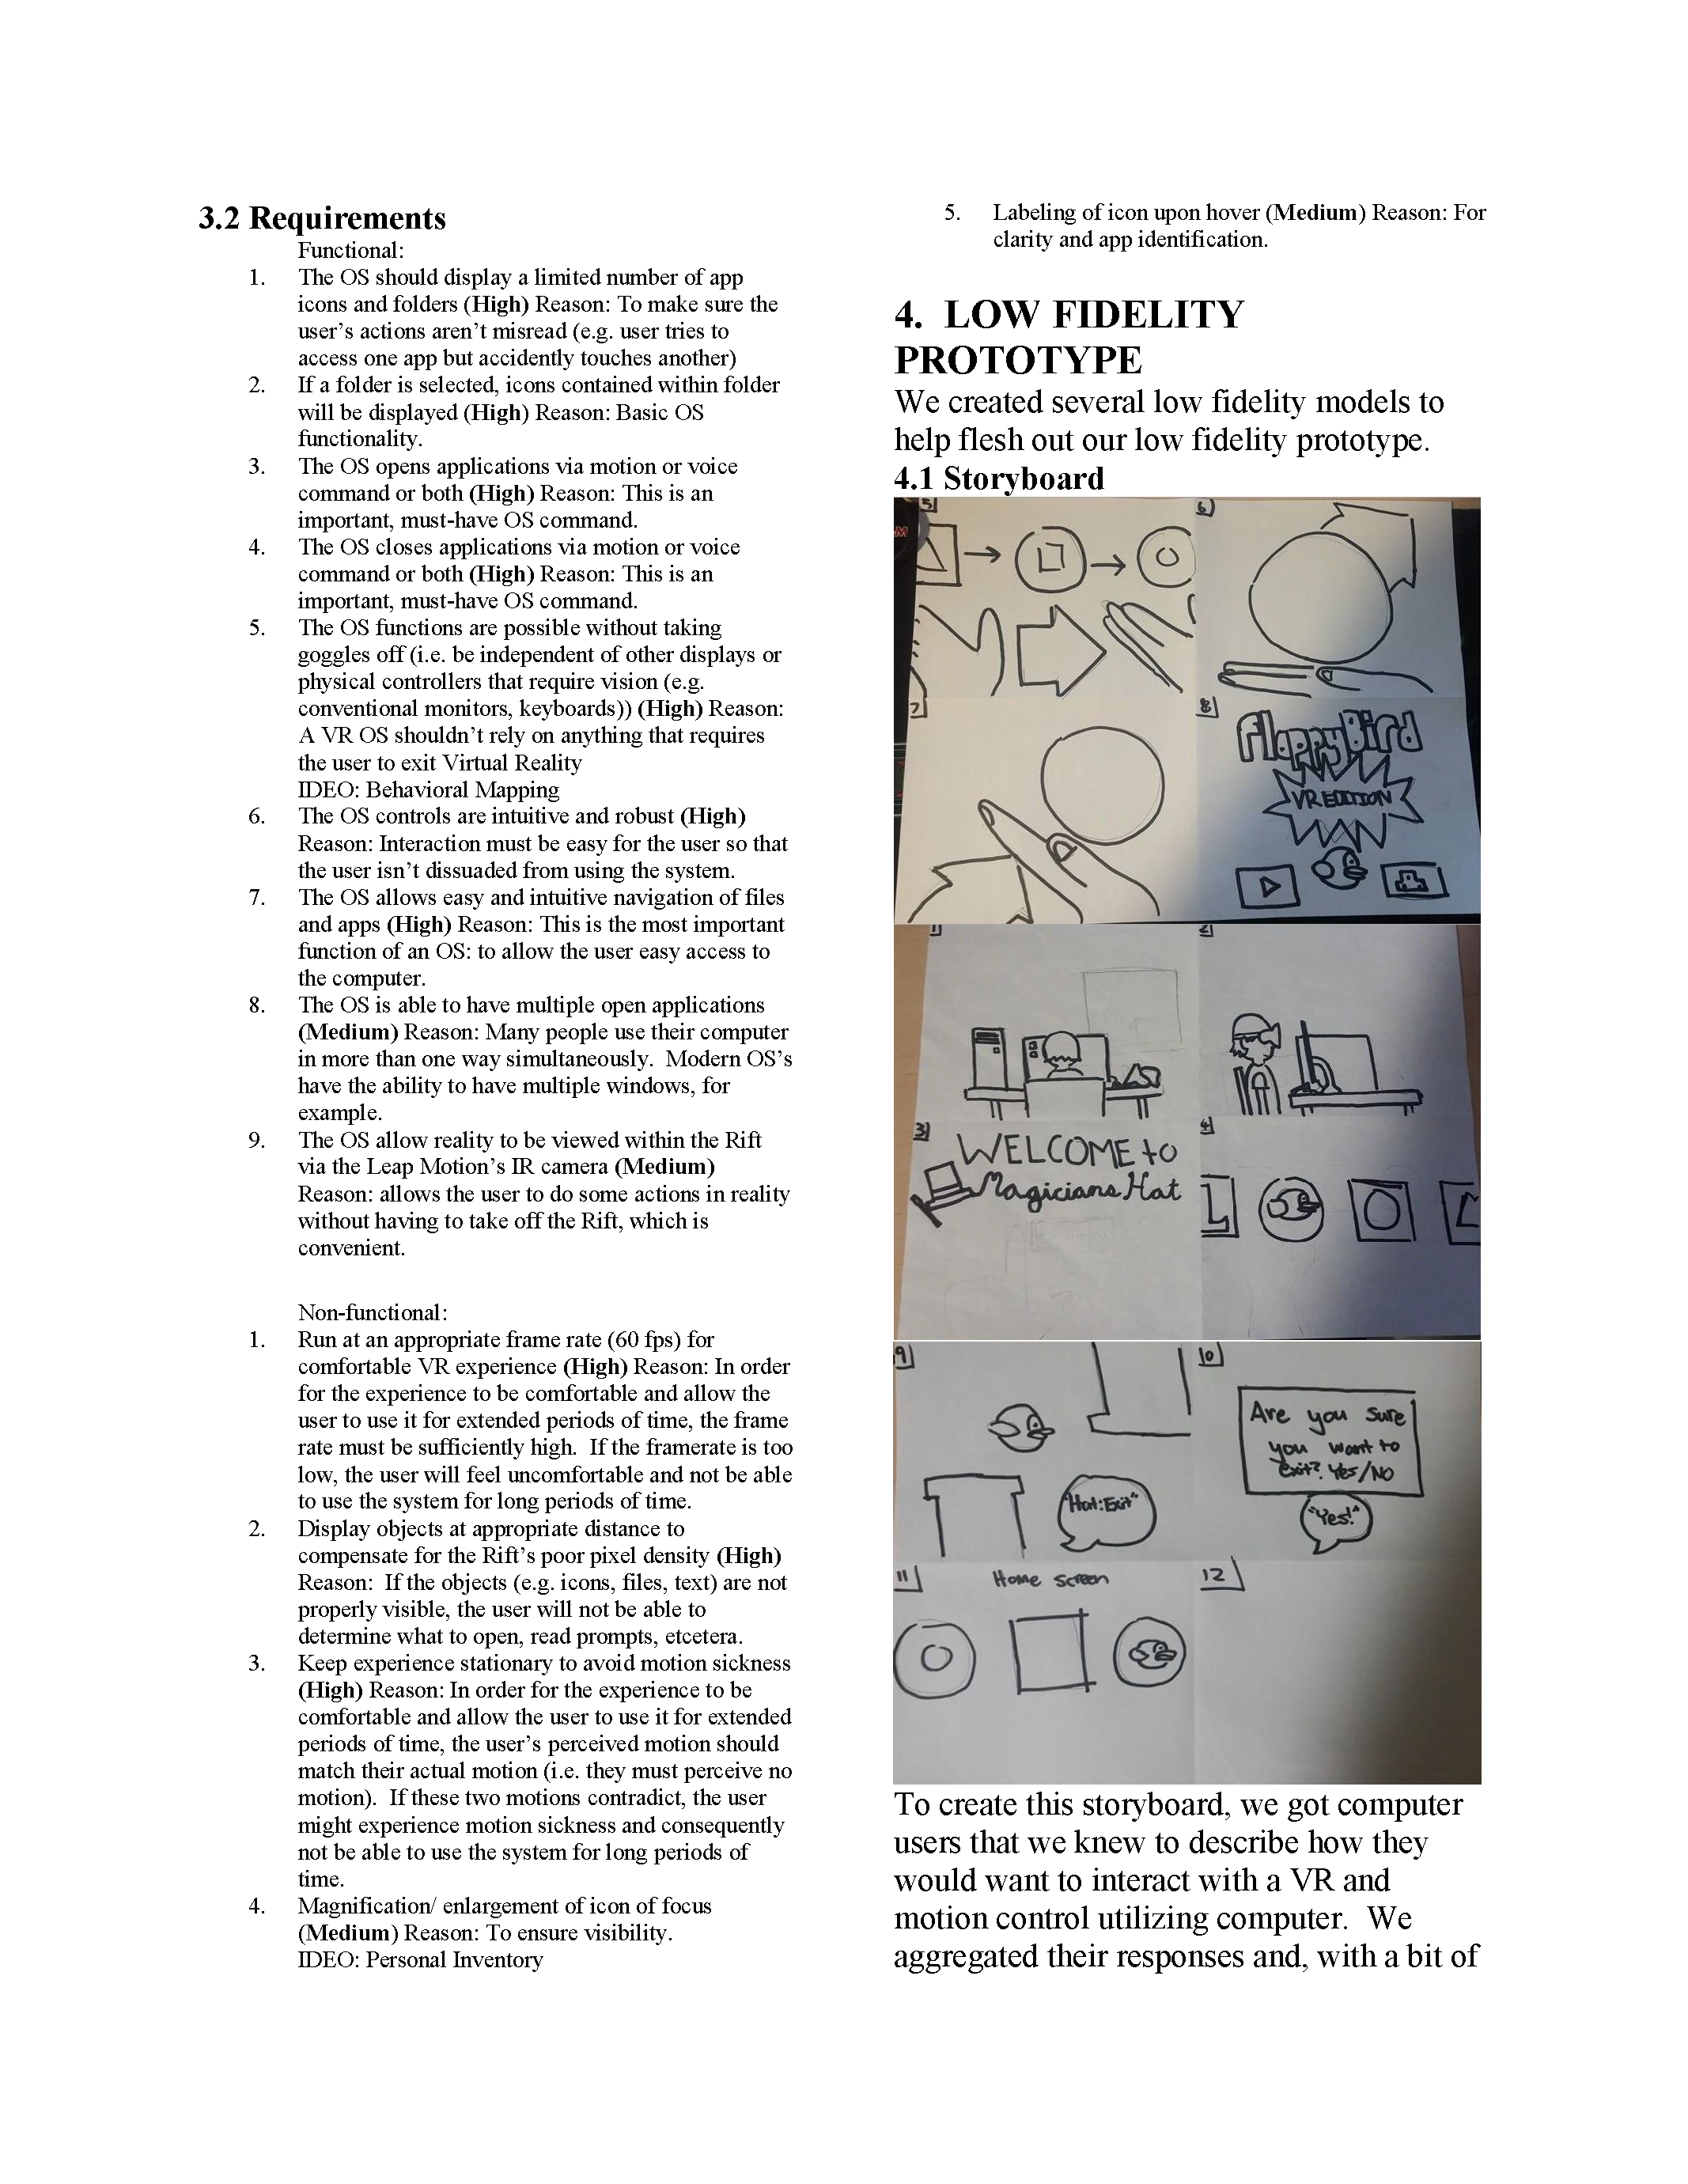 3.2 Requirements
Functional:
1. The OS should display a limited number of app
icons and folders (High) Reason: To make sure the
user's actions aren't misread (e.g. user tries to
access one app but accidently touches another)
2. If a folder is selected, icons contained within folder
will be displayed (High) Reason: Basic OS
functionality.
3. The OS opens applications via motion or voice
command or both (High) Reason: This is an
important, must-have OS command.
4. The OS closes applications via motion or voice
command or both (High) Reason: This is an
important, must-have OS command.
5. The OS functions are possible without taking
goggles off (i.e. be independent of other displays or
physical controllers that require vision (e.g.
conventional monitors, keyboards)) (High) Reason:
A VR OS shouldn't rely on anything that requires
the user to exit Virtual Reality
IDEO: Behavioral Mapping
6. The OS controls are intuitive and robust (High)
Reason: Interaction must be easy for the user so that
the user isn't dissuaded from using the system.
7. The OS allows easy and intuitive navigation of files
and apps (High) Reason: This is the most important
function of an OS: to allow the user easy access to
the computer.
8. The OS is able to have multiple open applications
(Medium) Reason: Many people use their computer
in more than one way simultaneously. Modern OS's
have the ability to have multiple windows, for
example.
9. The OS allow reality to be viewed within the Rift
via the Leap Motion's IR camera (Medium)
Reason: allows the user to do some actions in reality
without having to take off the Rift, which is
convenient.
Non-functional:
1. Run at an appropriate frame rate (60 fps) for
comfortable VR experience (High) Reason: In order
for the experience to be comfortable and allow the
user to use it for extended periods of time, the frame
rate must be sufficiently high. If the framerate is too
low, the user will feel uncomfortable and not be able
to use the system for long periods of time.
2. Display objects at appropriate distance to
compensate for the Rift's poor pixel density (High)
Reason: If the objects (e.g. icons, files, text) are not
properly visible, the user will not be able to
determine what to open, read prompts, etcetera.
3. Keep experience stationary to avoid motion sickness
(High) Reason: In order for the experience to be
comfortable and allow the user to use it for extended
periods of time, the user's perceived motion should
match their actual motion (i.e. they must perceive no
motion). If these two motions contradict, the user
might experience motion sickness and consequently
not be able to use the system for long periods of
time.
4. Magnification/ enlargement of icon of focus
(Medium) Reason: To ensure visibility.
IDEO: Personal Inventory
5. Labeling of icon upon hover (Medium) Reason: For
clarity and app identification.
4. LOW FIDELITY
PROTOTYPE
We created several low fidelity models to
help flesh out our low fidelity prototype.
4.1 Storyboard
5
6
7
8
FlappyBird
VR EDITION
1
2
3
WELCOME to
Magicians Hat
4
9
"Hat:Exit"
10
Are you sure
you want to
exit? Yes/No
"Yes!"
11
Home screen
12
To create this storyboard, we got computer
users that we knew to describe how they
would want to interact with a VR and
motion control utilizing computer. We
aggregated their responses and, with a bit of